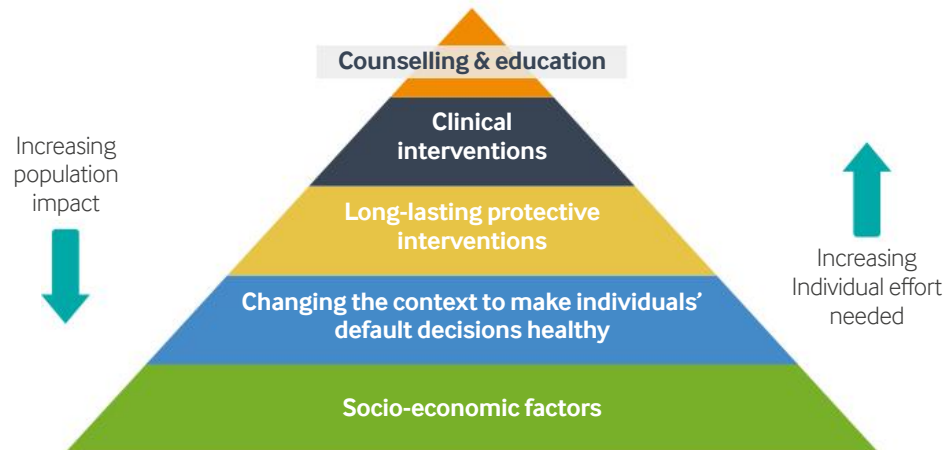 Counselling & education
Clinical
interventions
Increasing
population
impact
Long-lasting protective
interventions
Increasing
Individual effort
needed
Changing the context to make individuals’
default decisions healthy
Socio-economic factors